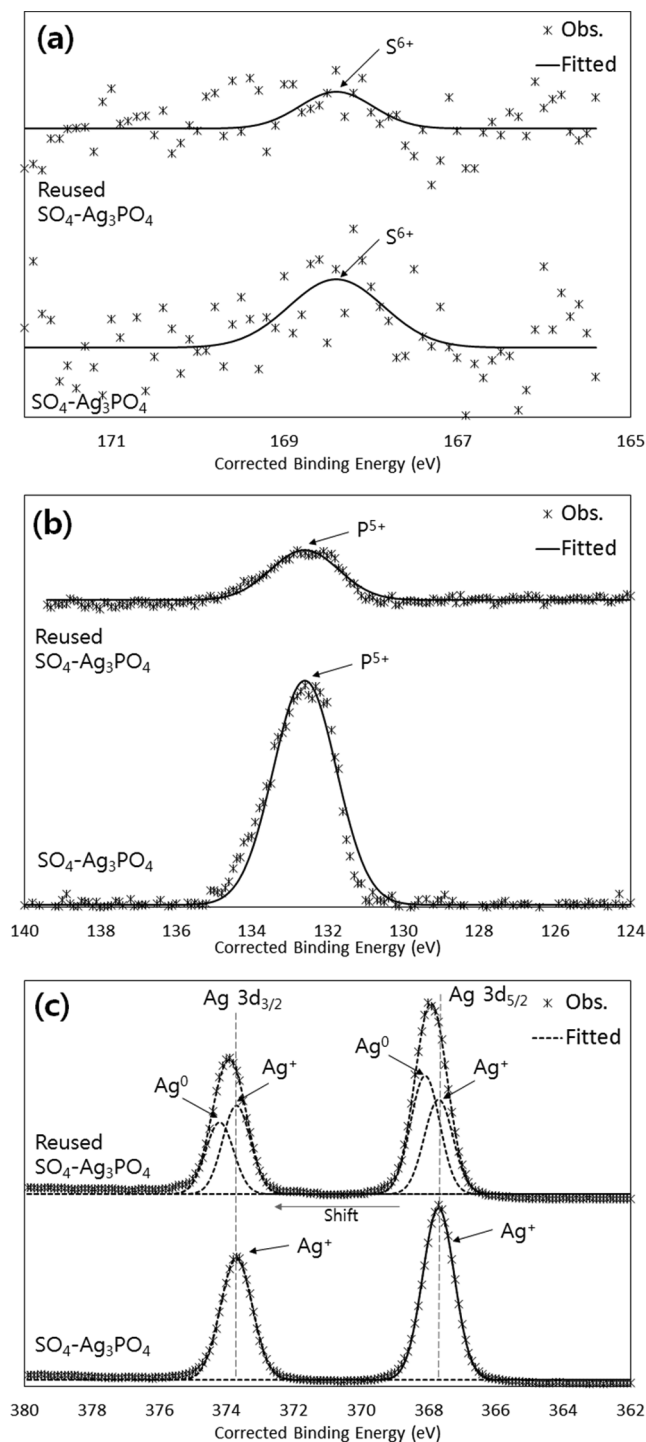 (a)
S⁶⁺
Obs.
Fitted
Reused
SO₄-Ag₃PO₄
S⁶⁺
SO₄-Ag₃PO₄
171 169 167 165
Corrected Binding Energy (eV)
(b)
P⁵⁺
Obs.
Fitted
Reused
SO₄-Ag₃PO₄
P⁵⁺
SO₄-Ag₃PO₄
140 138 136 134 132 130 128 126 124
Corrected Binding Energy (eV)
(c)
Ag 3d₃/₂
Ag 3d₅/₂
Obs.
Fitted
Ag⁰
Ag⁺
Ag⁰
Ag⁺
Reused
SO₄-Ag₃PO₄
Shift
Ag⁺
Ag⁺
SO₄-Ag₃PO₄
380 378 376 374 372 370 368 366 364 362
Corrected Binding Energy (eV)